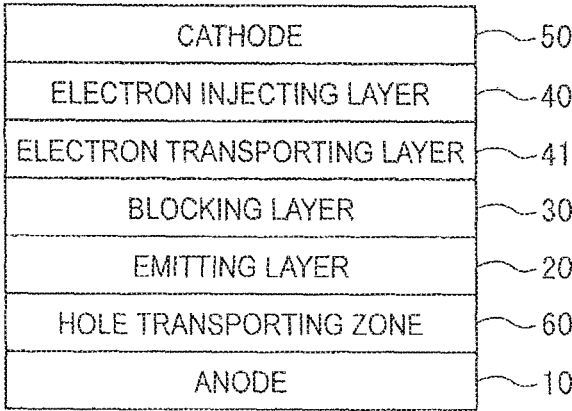 CATHODE 50
ELECTRON INJECTING LAYER 40
ELECTRON TRANSPORTING LAYER 41
BLOCKING LAYER 30
EMITTING LAYER 20
HOLE TRANSPORTING ZONE 60
ANODE 10